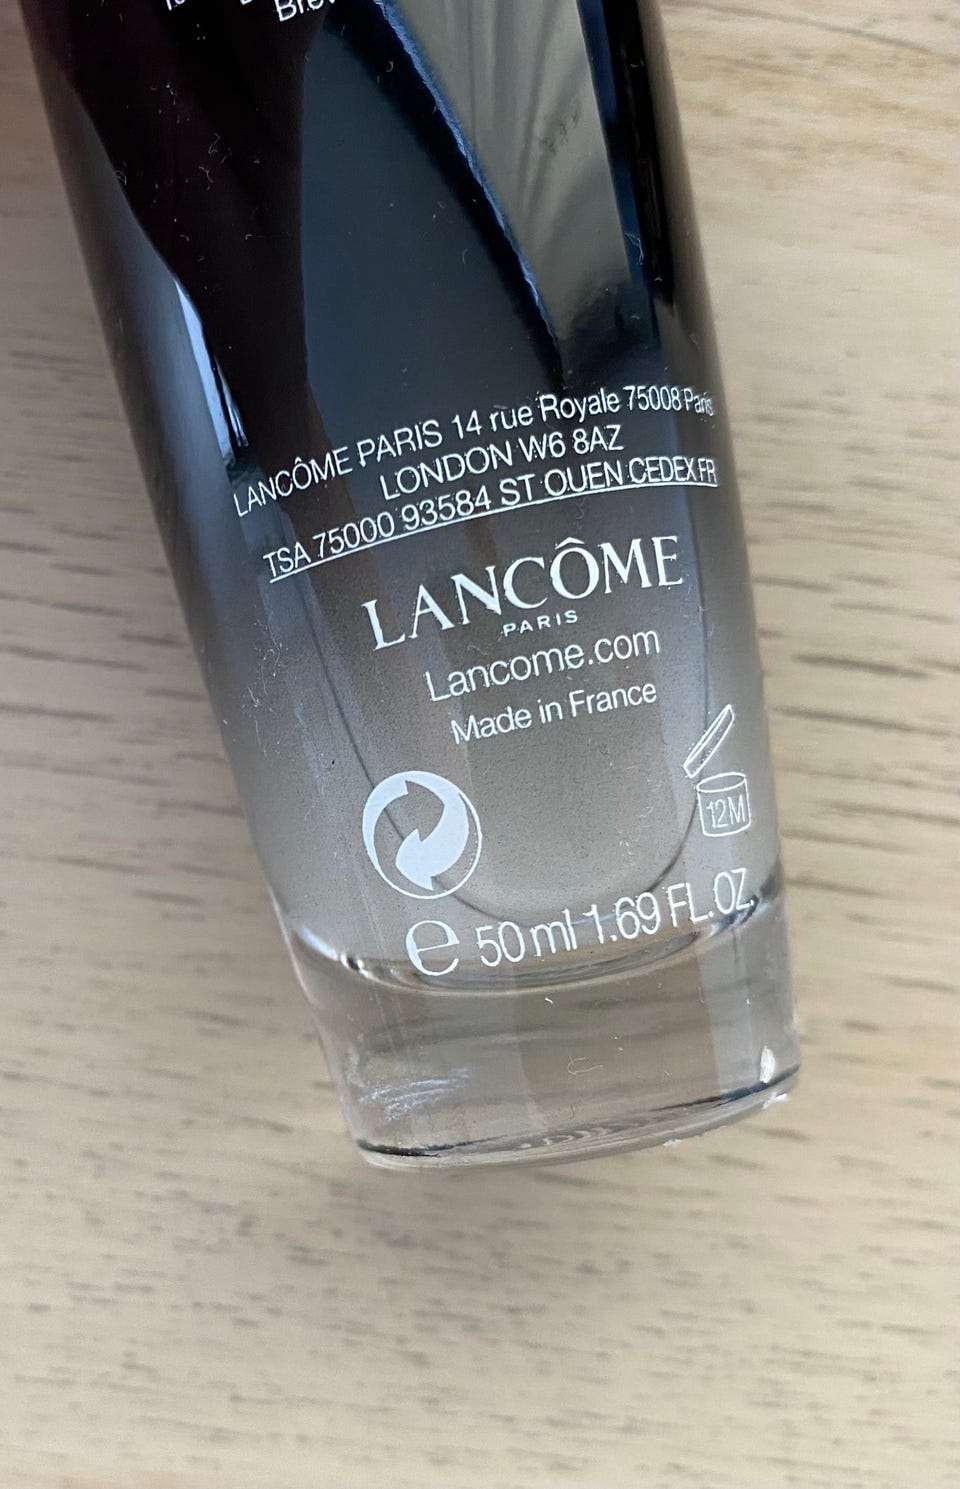 LANCÔME PARIS 14 rue Royale 75008 Paris
LONDON W6 8AZ
TSA 75000 93584 ST OUEN CEDEX FR
LANCÔME
PARIS
Lancome.com
Made in France
12M
e 50 ml 1.69 FL.OZ.